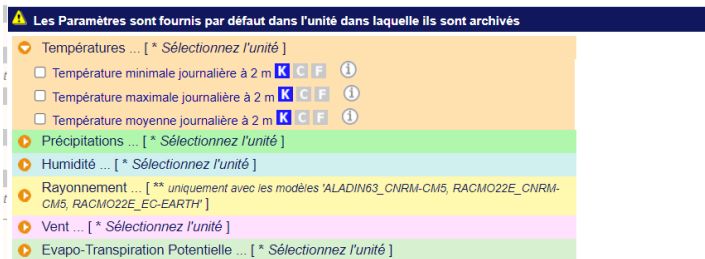 Les Paramètres sont fournis par défaut dans l'unité dans laquelle ils sont archivés
Températures ... [ * Sélectionnez l'unité ]
Température minimale journalière à 2 m K C F i
Température maximale journalière à 2 m K C F i
Température moyenne journalière à 2 m K C F i
Précipitations ... [ * Sélectionnez l'unité ]
Humidité ... [ * Sélectionnez l'unité ]
Rayonnement ... [ ** uniquement avec les modèles 'ALADIN63_CNRM-CM5, RACMO22E_CNRM-
CM5, RACMO22E_EC-EARTH' ]
Vent ... [ * Sélectionnez l'unité ]
Evapo-Transpiration Potentielle ... [ * Sélectionnez l'unité ]